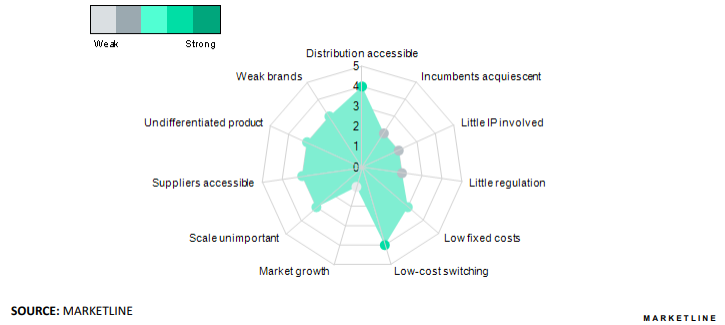 Weak
Strong
Distribution accessible
5
Weak brands
Incumbents acquiescent
4
3
Undifferentiated product
Little IP involved
2
1
0
Suppliers accessible
Little regulation
Scale unimportant
Low fixed costs
Market growth
Low-cost switching
SOURCE: MARKETLINE
MARKETLINE